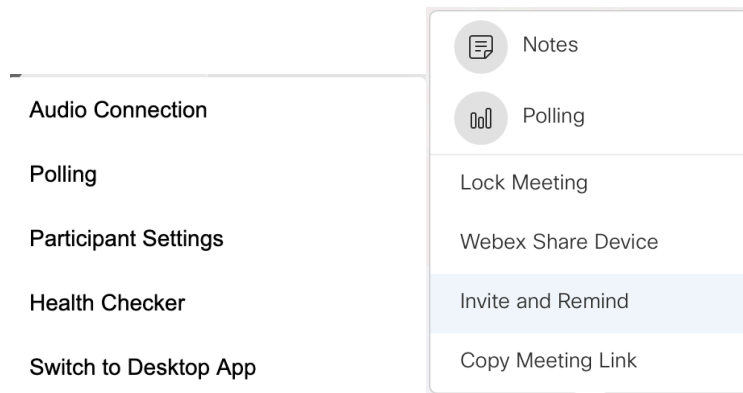 Audio Connection
Polling
Participant Settings
Health Checker
Switch to Desktop App
Notes
Polling
Lock Meeting
Webex Share Device
Invite and Remind
Copy Meeting Link